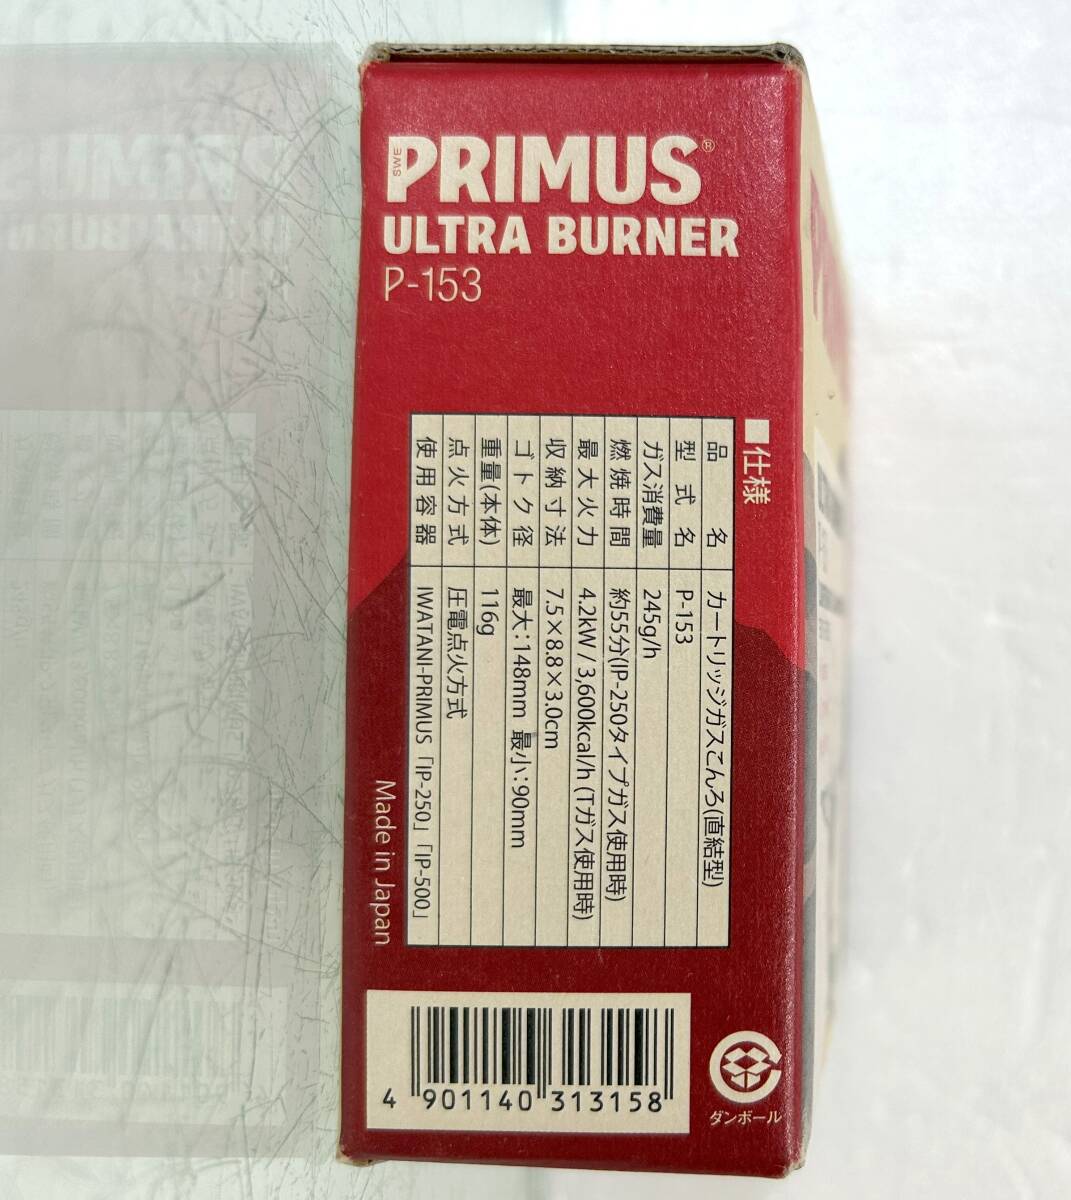 PRIMUS®
SWE
ULTRA BURNER
P-153
■仕様
品名 カートリッジガスこんろ(直結型)
型式名 P-153
ガス消費量 245g/h
燃焼時間 約55分(IP-250タイプガス使用時)
最大火力 4.2kW / 3,600kcal/h (Tガス使用時)
収納寸法 7.5×8.8×3.0cm
ゴトク径 最大:148mm 最小:90mm
重量(本体) 116g
点火方式 圧電点火方式
使用容器 IWATANI-PRIMUS「IP-250」「IP-500」
Made in Japan
4 901140 313158
ダンボール